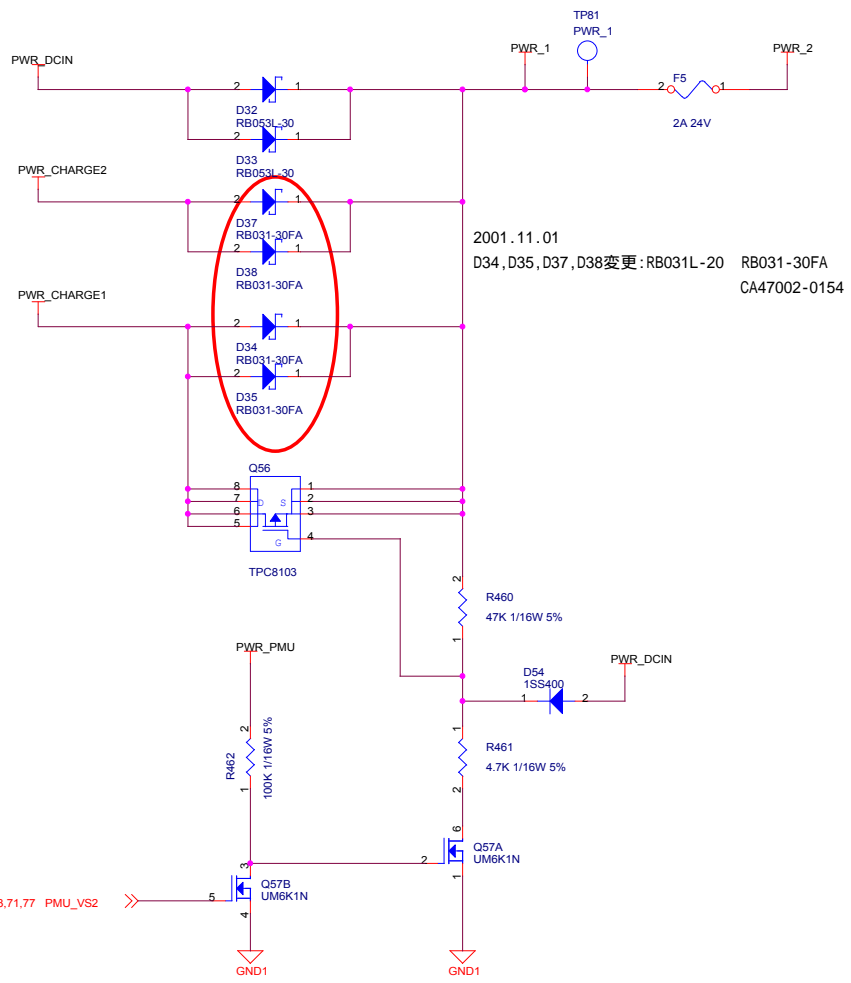 TP81
PWR_1
PWR_DCIN
PWR_1
PWR_2
2 1
D32
RB053L-30
2 1
D33
RB053L-30
2 F5 1
2A 24V
PWR_CHARGE2
2 1
D37
RB031-30FA
2 1
D38
RB031-30FA
2001.11.01
D34,D35,D37,D38変更:RB031L-20 RB031-30FA
CA47002-0154
PWR_CHARGE1
2 1
D34
RB031-30FA
2 1
D35
RB031-30FA
Q56
8 1
7 D S 2
6 3
5 4
G
TPC8103
2
R460
47K 1/16W 5%
1
PWR_PMU
PWR_DCIN
D54
1SS400
1 2
2
R462
100K 1/16W 5%
1
1
R461
4.7K 1/16W 5%
2
6
Q57A
UM6K1N
2
1
3
Q57B
UM6K1N
5
4
,71,77 PMU_VS2
GND1
GND1